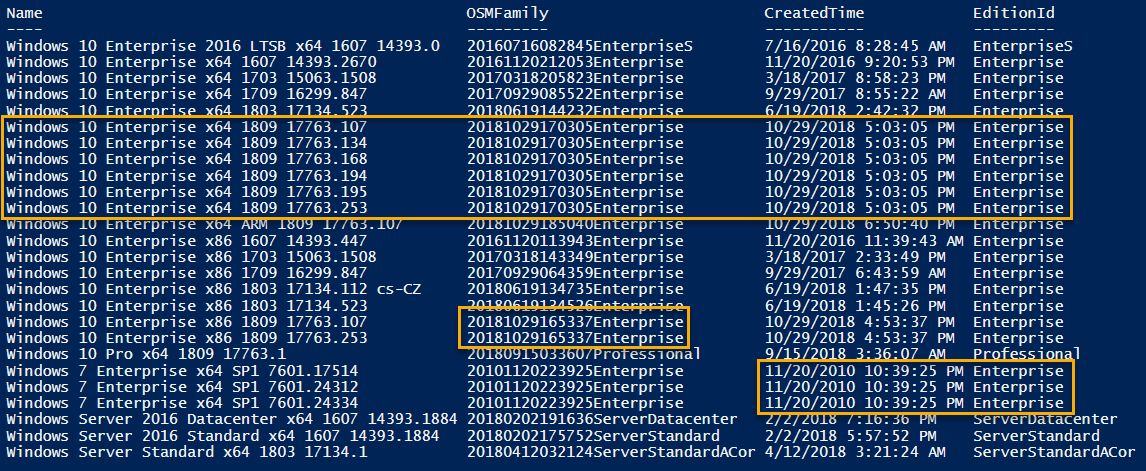 Name OSMFamily CreatedTime EditionId
---- --------- ----------- ---------
Windows 10 Enterprise 2016 LTSB x64 1607 14393.0 20160716082845EnterpriseS 7/16/2016 8:28:45 AM EnterpriseS
Windows 10 Enterprise x64 1607 14393.2670 20161120212053Enterprise 11/20/2016 9:20:53 PM Enterprise
Windows 10 Enterprise x64 1703 15063.1508 20170318205823Enterprise 3/18/2017 8:58:23 PM Enterprise
Windows 10 Enterprise x64 1709 16299.847 20170929085522Enterprise 9/29/2017 8:55:22 AM Enterprise
Windows 10 Enterprise x64 1803 17134.523 20180619144232Enterprise 6/19/2018 2:42:32 PM Enterprise
Windows 10 Enterprise x64 1809 17763.107 20181029170305Enterprise 10/29/2018 5:03:05 PM Enterprise
Windows 10 Enterprise x64 1809 17763.134 20181029170305Enterprise 10/29/2018 5:03:05 PM Enterprise
Windows 10 Enterprise x64 1809 17763.168 20181029170305Enterprise 10/29/2018 5:03:05 PM Enterprise
Windows 10 Enterprise x64 1809 17763.194 20181029170305Enterprise 10/29/2018 5:03:05 PM Enterprise
Windows 10 Enterprise x64 1809 17763.195 20181029170305Enterprise 10/29/2018 5:03:05 PM Enterprise
Windows 10 Enterprise x64 1809 17763.253 20181029170305Enterprise 10/29/2018 5:03:05 PM Enterprise
Windows 10 Enterprise x64 ARM 1809 17763.107 20181029185040Enterprise 10/29/2018 6:50:40 PM Enterprise
Windows 10 Enterprise x86 1607 14393.447 20161120113943Enterprise 11/20/2016 11:39:43 AM Enterprise
Windows 10 Enterprise x86 1703 15063.1508 20170318143349Enterprise 3/18/2017 2:33:49 PM Enterprise
Windows 10 Enterprise x86 1709 16299.847 20170929064359Enterprise 9/29/2017 6:43:59 AM Enterprise
Windows 10 Enterprise x86 1803 17134.112 cs-CZ 20180619134735Enterprise 6/19/2018 1:47:35 PM Enterprise
Windows 10 Enterprise x86 1803 17134.523 20180619134526Enterprise 6/19/2018 1:45:26 PM Enterprise
Windows 10 Enterprise x86 1809 17763.107 20181029165337Enterprise 10/29/2018 4:53:37 PM Enterprise
Windows 10 Enterprise x86 1809 17763.253 20181029165337Enterprise 10/29/2018 4:53:37 PM Enterprise
Windows 10 Pro x64 1809 17763.1 20180915033607Professional 9/15/2018 3:36:07 AM Professional
Windows 7 Enterprise x64 SP1 7601.17514 20101120223925Enterprise 11/20/2010 10:39:25 PM Enterprise
Windows 7 Enterprise x64 SP1 7601.24312 20101120223925Enterprise 11/20/2010 10:39:25 PM Enterprise
Windows 7 Enterprise x64 SP1 7601.24334 20101120223925Enterprise 11/20/2010 10:39:25 PM Enterprise
Windows Server 2016 Datacenter x64 1607 14393.1884 20180202191636ServerDatacenter 2/2/2018 7:16:36 PM ServerDatacenter
Windows Server 2016 Standard x64 1607 14393.1884 20180202175752ServerStandard 2/2/2018 5:57:52 PM ServerStandard
Windows Server Standard x64 1803 17134.1 20180412032124ServerStandardACor 4/12/2018 3:21:24 AM ServerStandardACor